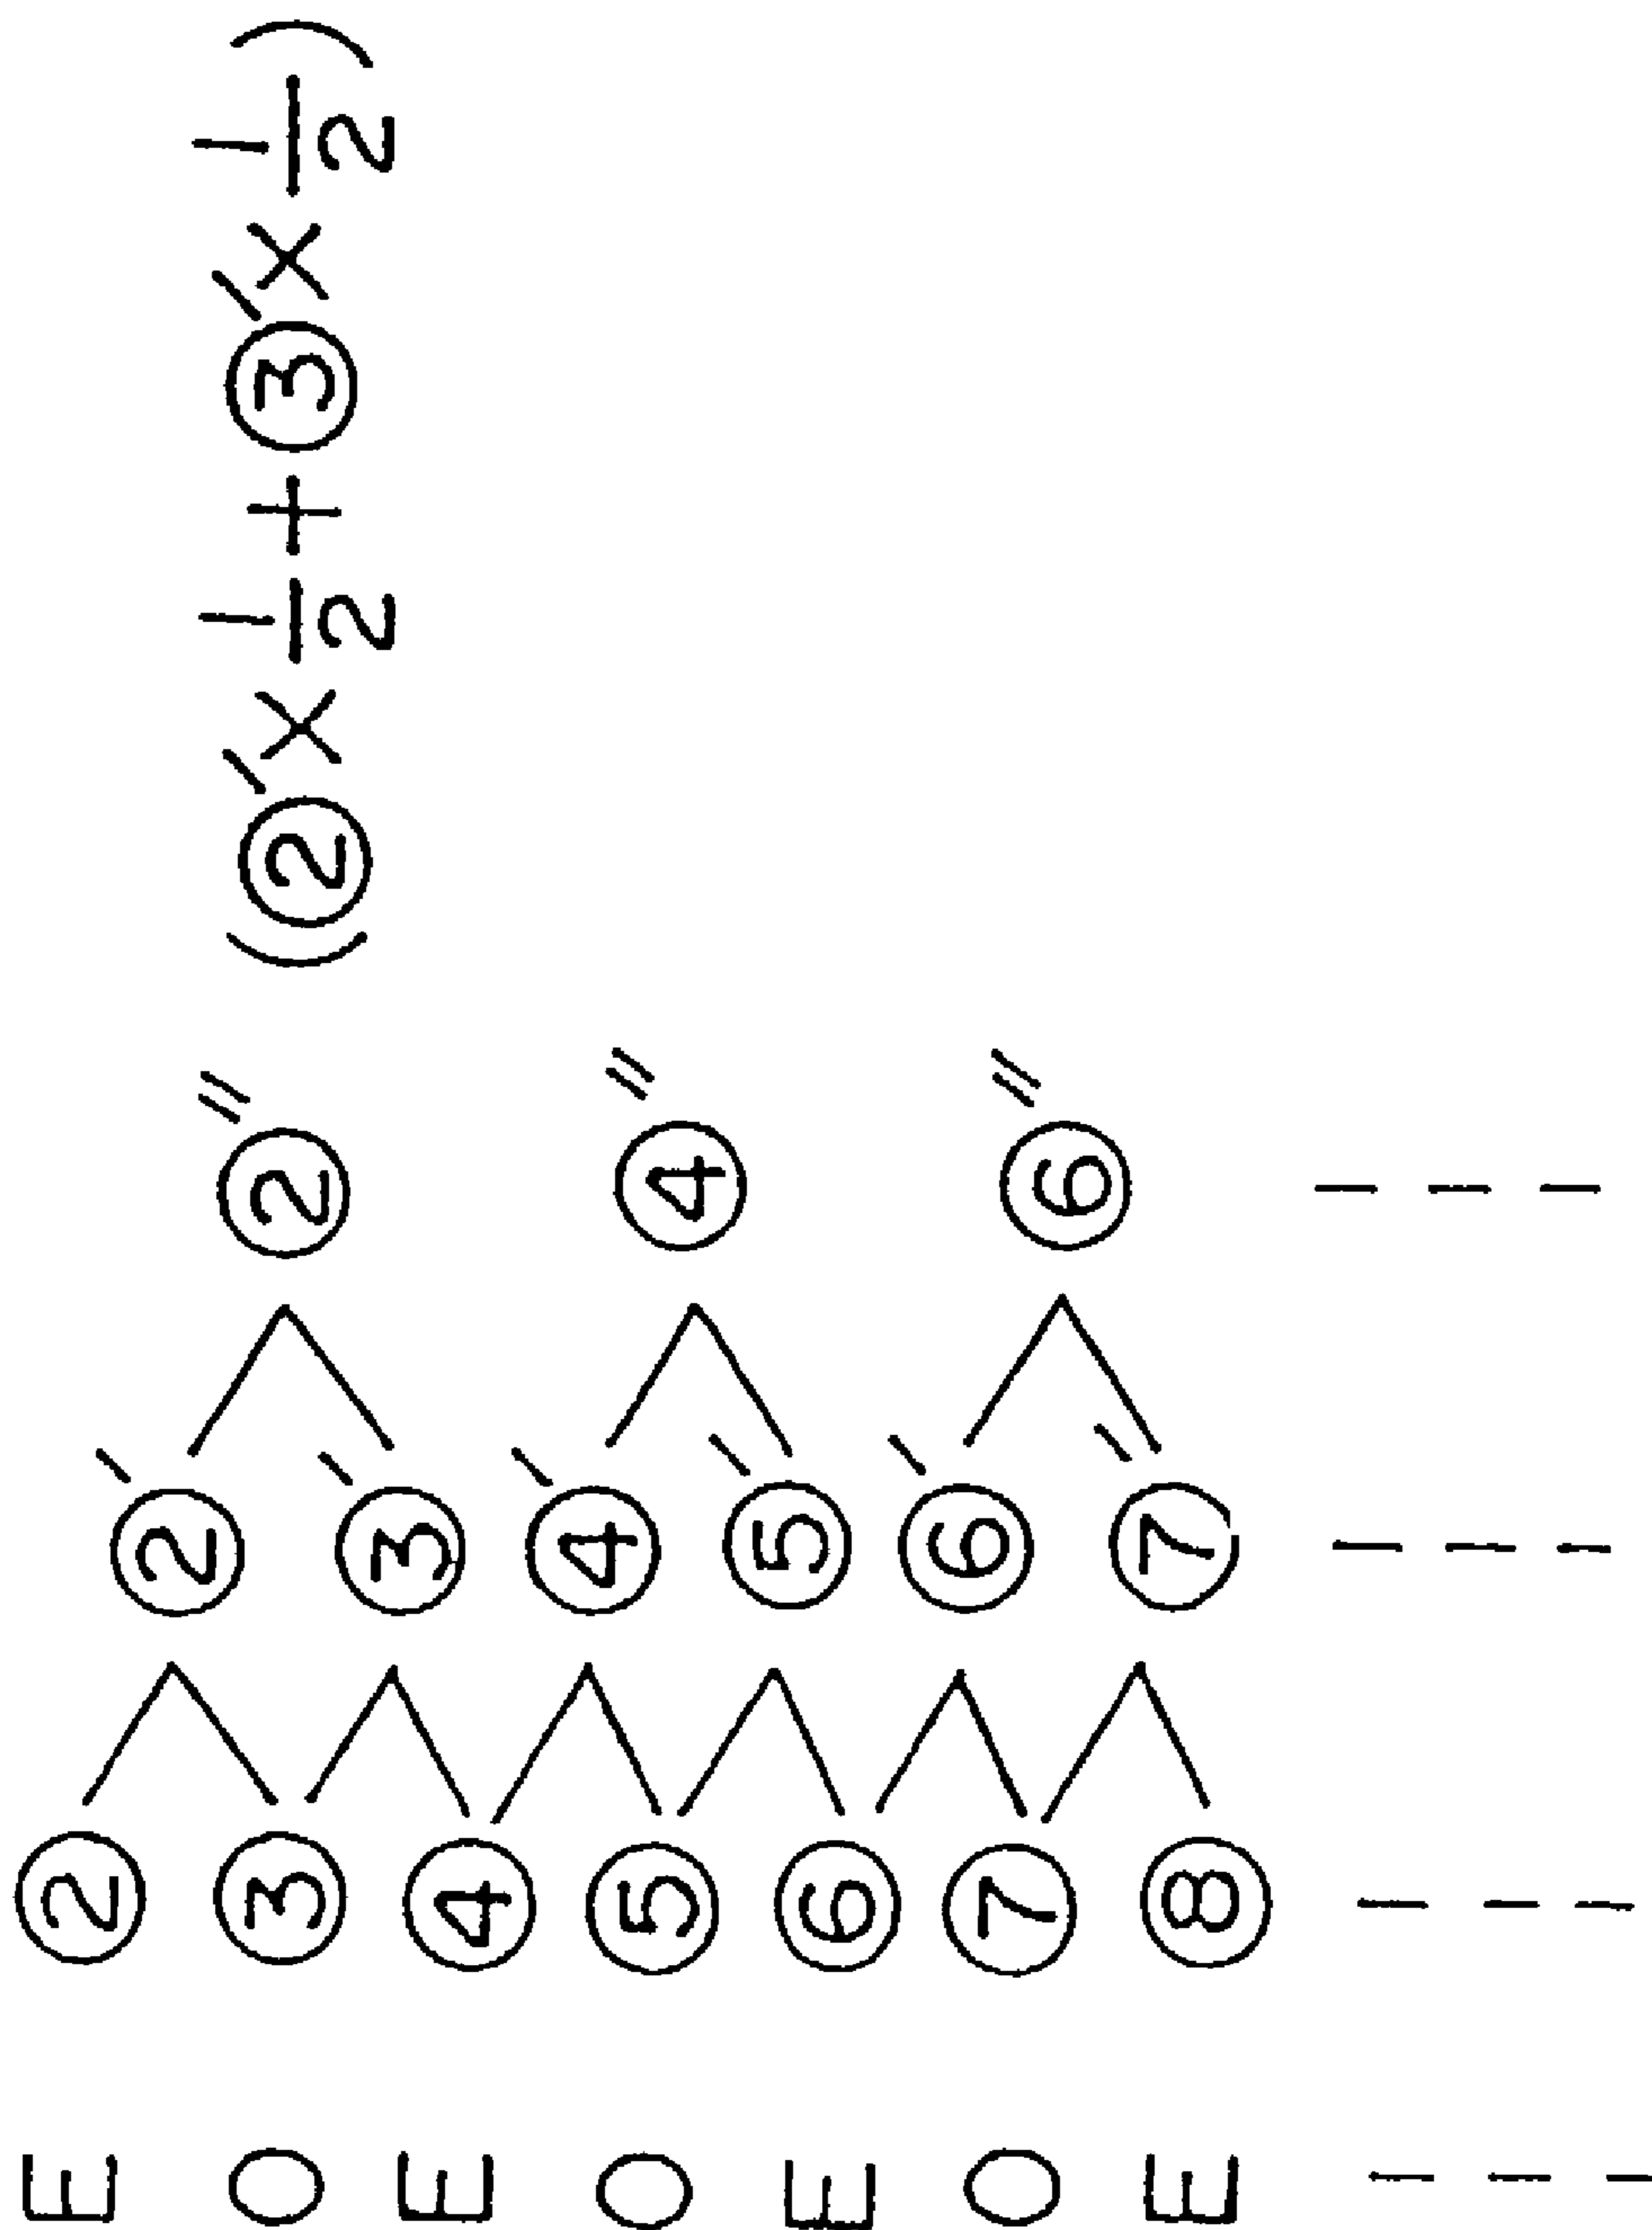 E ②
②′
O ③ ②″ (②′×1/2+③′×1/2)
③′
E ④
④′
O ⑤ ④″
⑤′
E ⑥
⑥′
O ⑦ ⑥″
⑦′
E ⑧